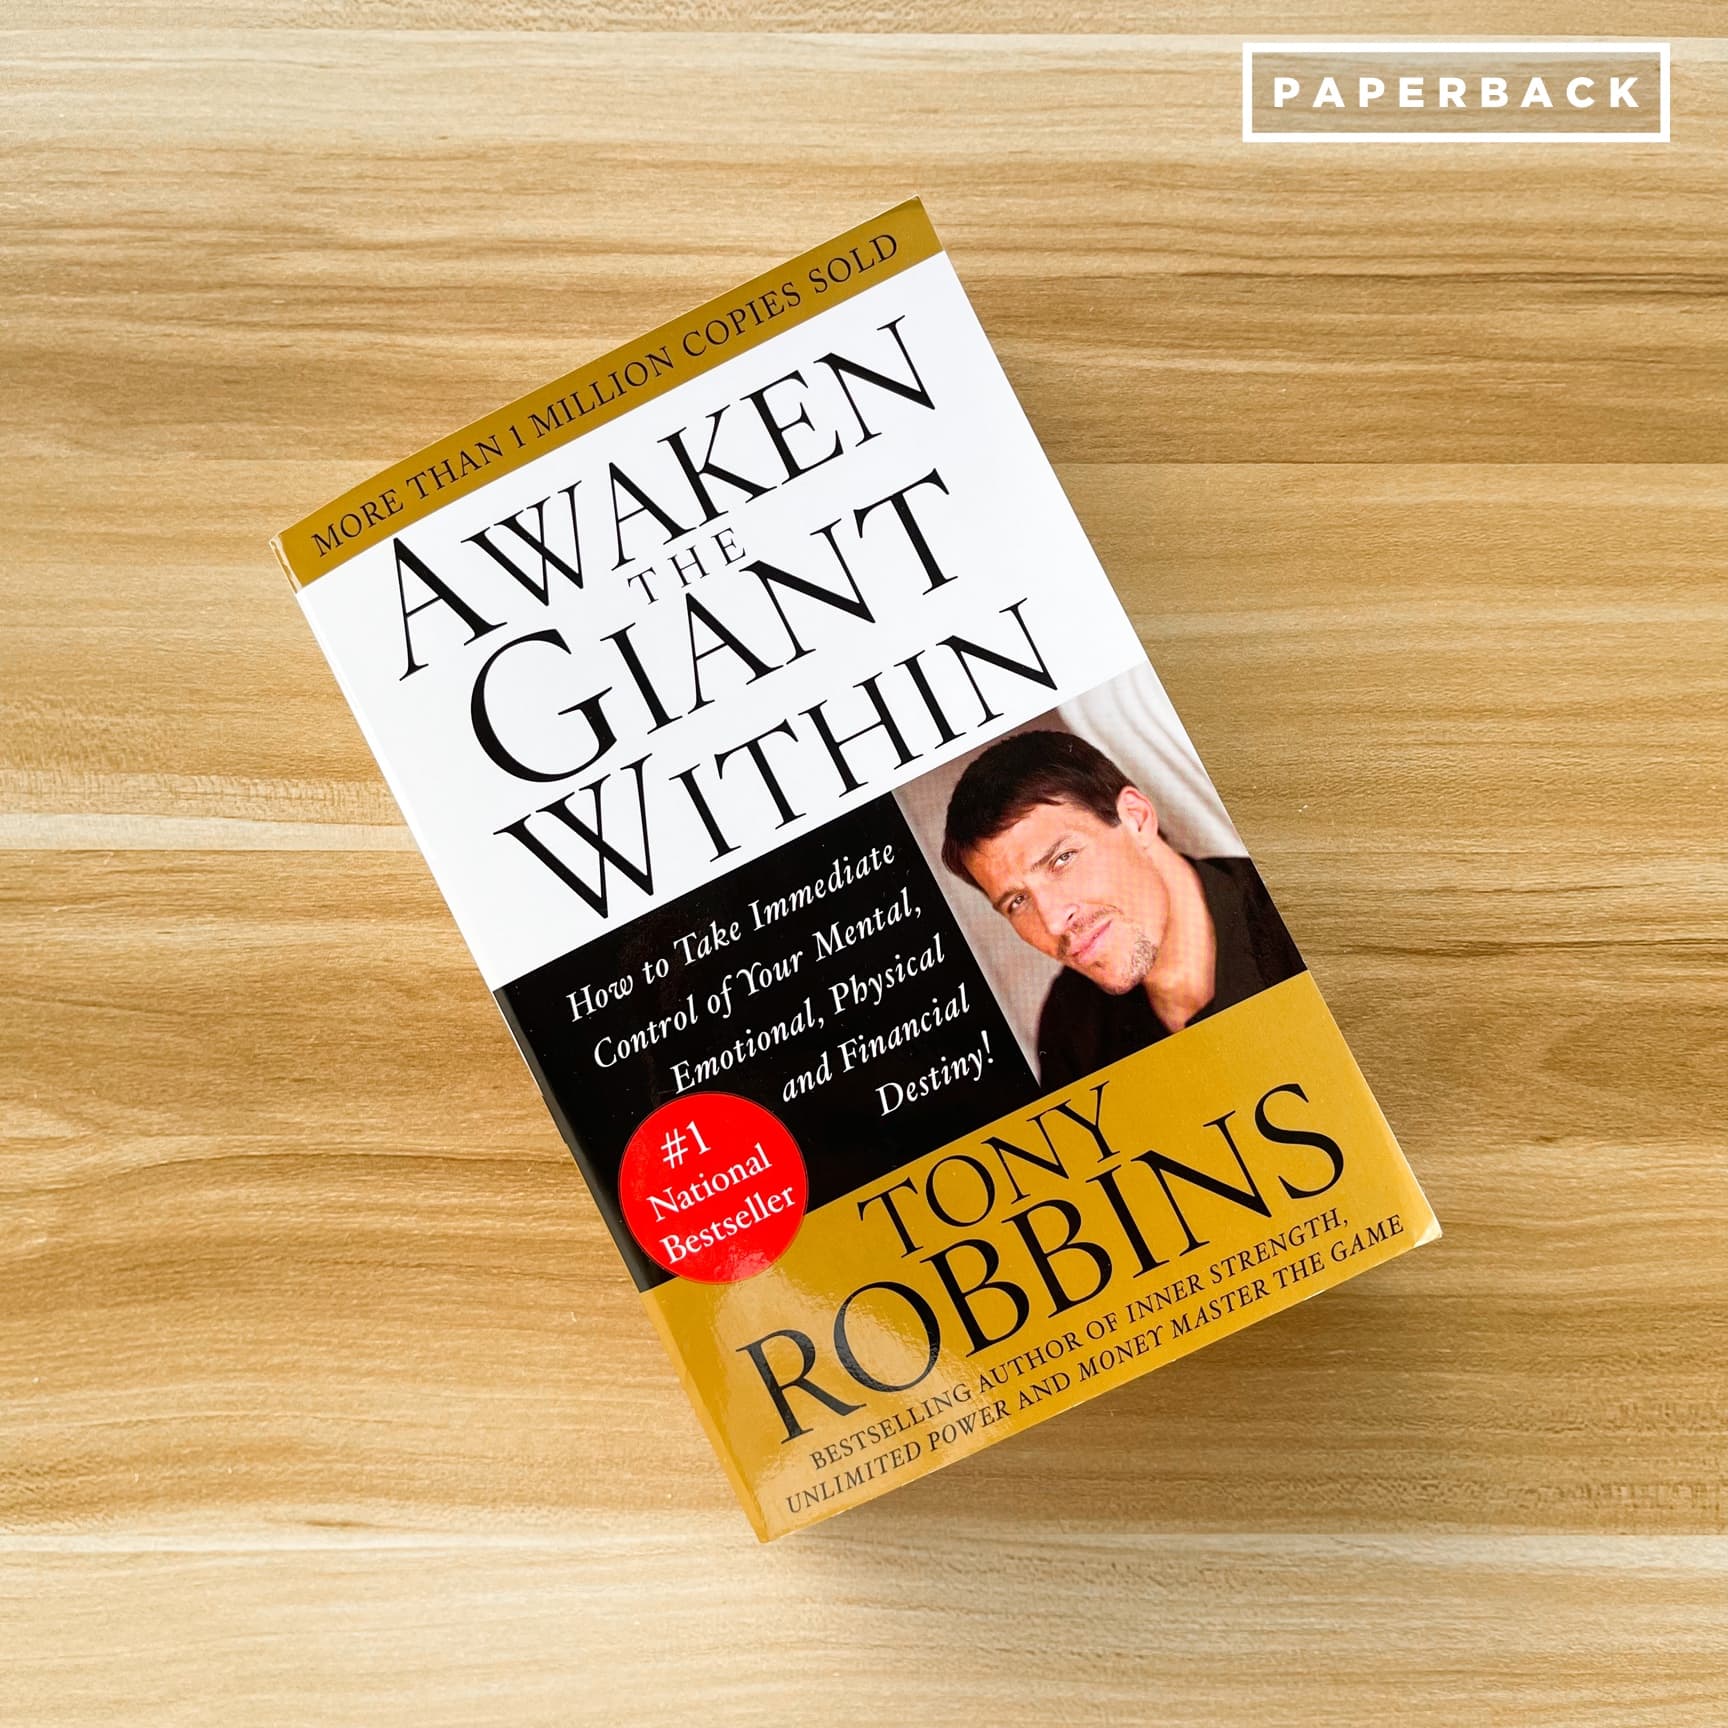 PAPERBACK
MORE THAN 1 MILLION COPIES SOLD
AWAKEN
THE
GIANT
WITHIN
How to Take Immediate
Control of Your Mental,
Emotional, Physical
and Financial
Destiny!
#1
National
Bestseller
TONY
ROBBINS
BESTSELLING AUTHOR OF INNER STRENGTH,
UNLIMITED POWER AND MONEY MASTER THE GAME